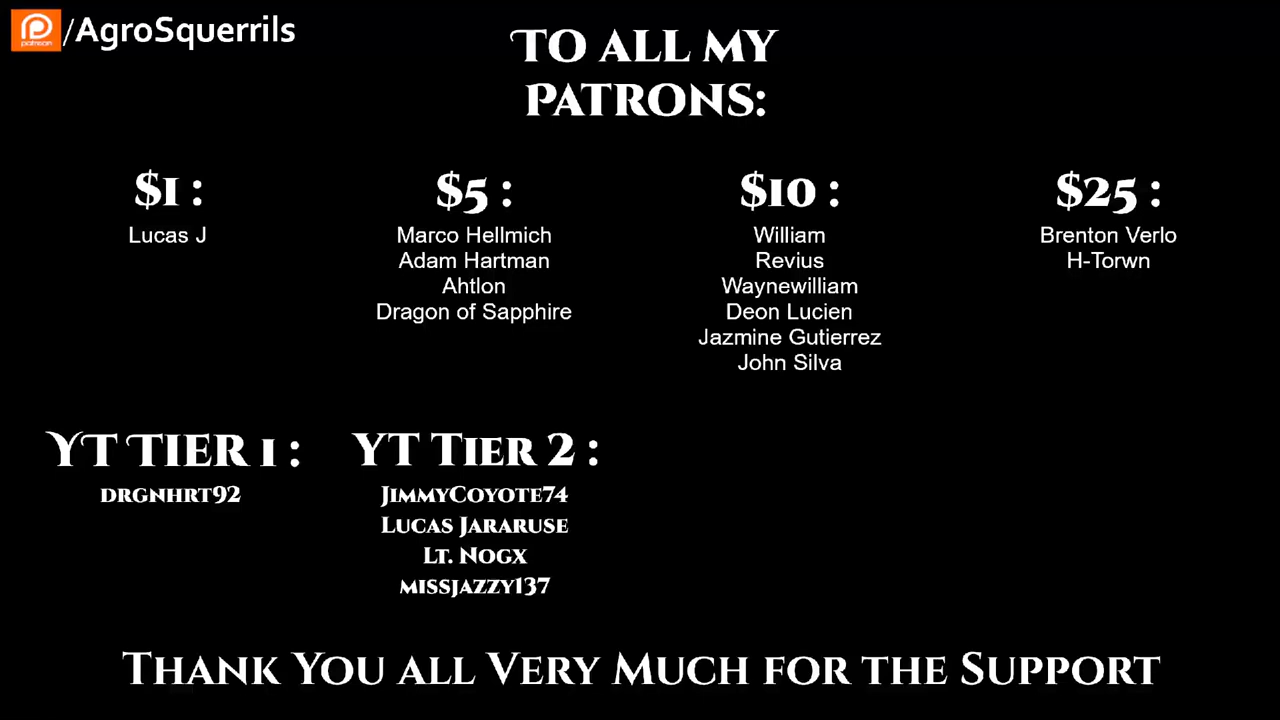 patreon
/AgroSquerrils
To all my
Patrons:
$1 :
Lucas J
$5 :
Marco Hellmich
Adam Hartman
Ahtlon
Dragon of Sapphire
$10 :
William
Revius
Waynewilliam
Deon Lucien
Jazmine Gutierrez
John Silva
$25 :
Brenton Verlo
H-Torwn
YT Tier 1 :
drgnhrt92
YT Tier 2 :
JimmyCoyote74
Lucas Jararuse
Lt. Nogx
missjazzy137
Thank You all Very Much for the Support